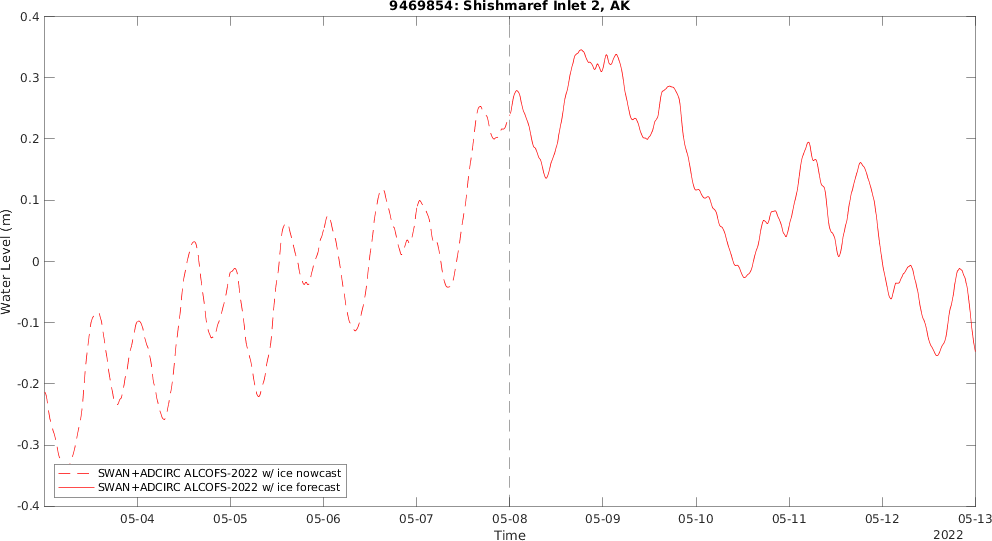 9469854: Shishmaref Inlet 2, AK
0.4
0.3
0.2
0.1
0
-0.1
-0.2
-0.3
-0.4
Water Level (m)
SWAN+ADCIRC ALCOFS-2022 w/ ice nowcast
SWAN+ADCIRC ALCOFS-2022 w/ ice forecast
05-04 05-05 05-06 05-07 05-08 05-09 05-10 05-11 05-12 05-13
Time
2022